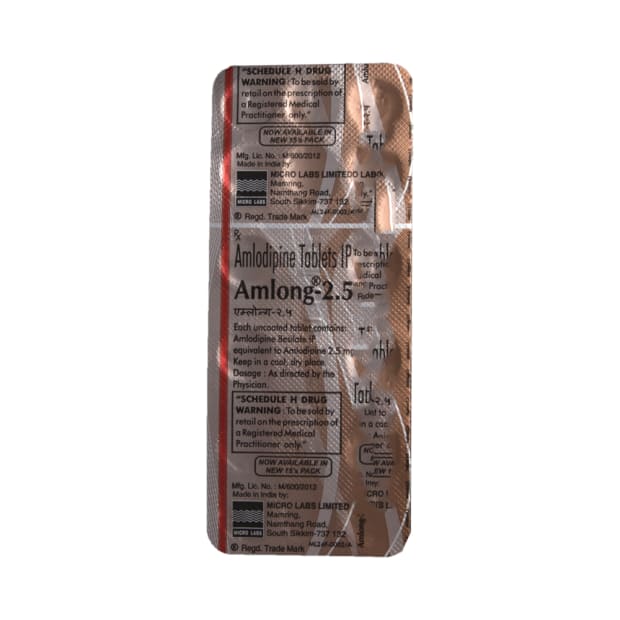 "SCHEDULE H DRUG
WARNING : To be sold by
retail on the prescription of
a Registered Medical
Practitioner only."
NOW AVAILABLE IN
NEW 15's PACK
Mfg. Lic. No. : M/600/2012
Made in India by:
MICRO LABS LIMITEDO LABO
Mamring,
Namthang Road,
South Sikkim-737 132
MICRO LABS
® Regd. Trade Mark
Rx
Amlodipine Tablets IP
Amlong®-2.5
एम्लोन्ग-२.५
Each uncoated tablet contains:
Amlodipine Besilate IP
equivalent to Amlodipine 2.5 mg
Keep in a cool, dry place.
Dosage : As directed by the
Physician.
"SCHEDULE H DRUG
WARNING : To be sold by
retail on the prescription of
a Registered Medical
Practitioner only."
NOW AVAILABLE IN
NEW 15's PACK
Mfg. Lic. No. : M/600/2012
Made in India by:
MICRO LABS LIMITED
Mamring,
Namthang Road,
South Sikkim-737 132
MICRO LABS
® Regd. Trade Mark
Amlong-